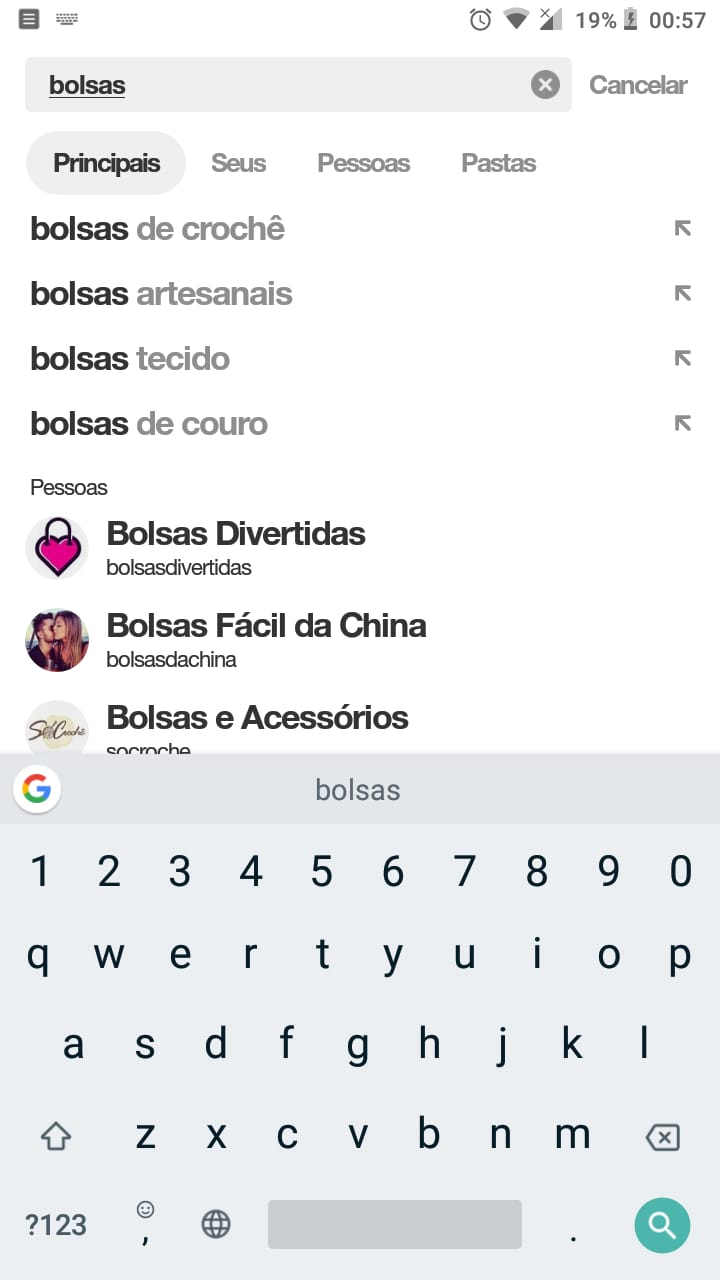 19% 00:57
bolsas Cancelar
Principais Seus Pessoas Pastas
bolsas de crochê
bolsas artesanais
bolsas tecido
bolsas de couro
Pessoas
Bolsas Divertidas
bolsasdivertidas
Bolsas Fácil da China
bolsasdachina
Bolsas e Acessórios
socroche
bolsas
1 2 3 4 5 6 7 8 9 0
q w e r t y u i o p
a s d f g h j k l
z x c v b n m
?123 , .